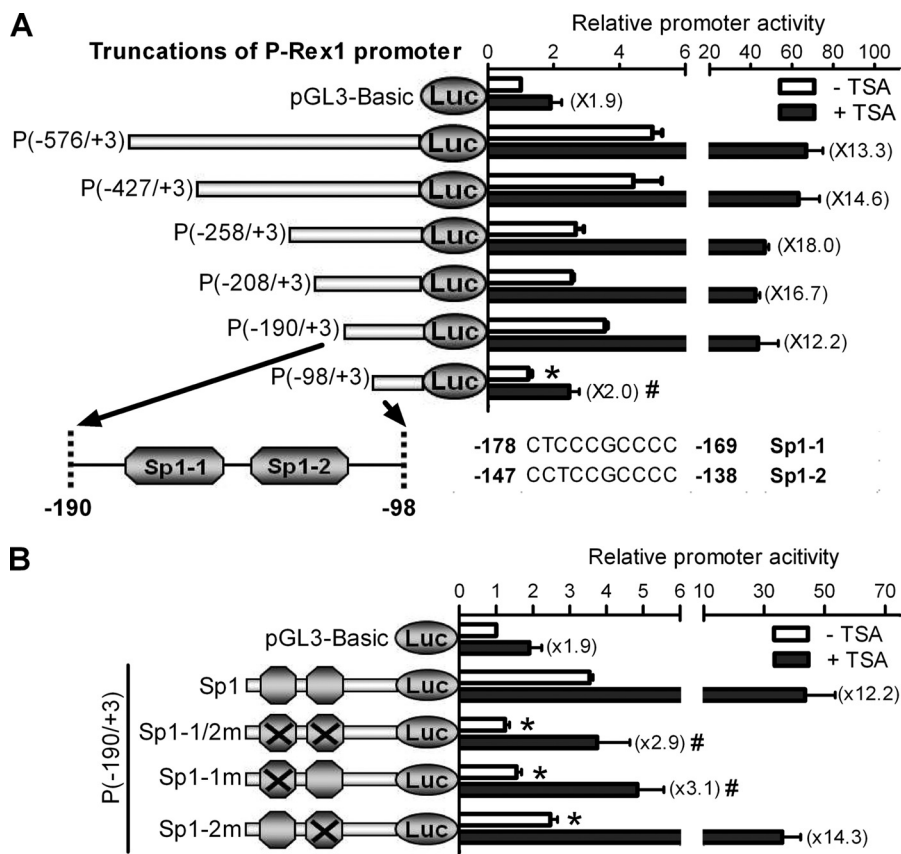 A
Relative promoter activity
Truncations of P-Rex1 promoter
0 2 4 6 20 40 60 80 100
pGL3-Basic Luc (X1.9)
- TSA
+ TSA
P(-576/+3) Luc (X13.3)
P(-427/+3) Luc (X14.6)
P(-258/+3) Luc (X18.0)
P(-208/+3) Luc (X16.7)
P(-190/+3) Luc (X12.2)
P(-98/+3) Luc * (X2.0) #
Sp1-1 Sp1-2
-190 -98
-178 CTCCCGCCCC -169 Sp1-1
-147 CCTCCGCCCC -138 Sp1-2
B
Relative promoter acitivity
0 1 2 3 4 5 6 10 30 50 70
pGL3-Basic Luc (x1.9)
- TSA
+ TSA
P(-190/+3)
Sp1 Luc (x12.2)
Sp1-1/2m Luc * (x2.9) #
Sp1-1m Luc * (x3.1) #
Sp1-2m Luc * (x14.3)